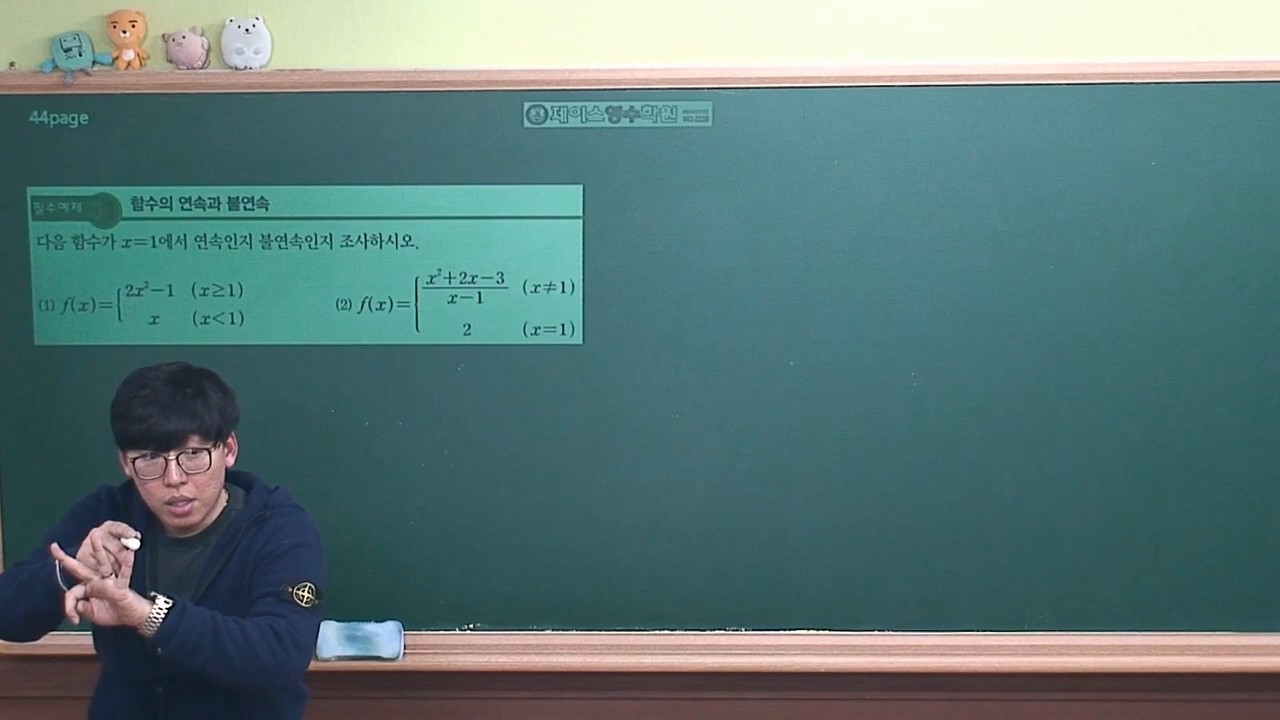 44page
제이스영수학원
필수예제
함수의 연속과 불연속
다음 함수가 x=1에서 연속인지 불연속인지 조사하시오.
(1) f(x)={2x²-1 (x≥1)
x (x<1)
(2) f(x)={(x²+2x-3)/(x-1) (x≠1)
2 (x=1)